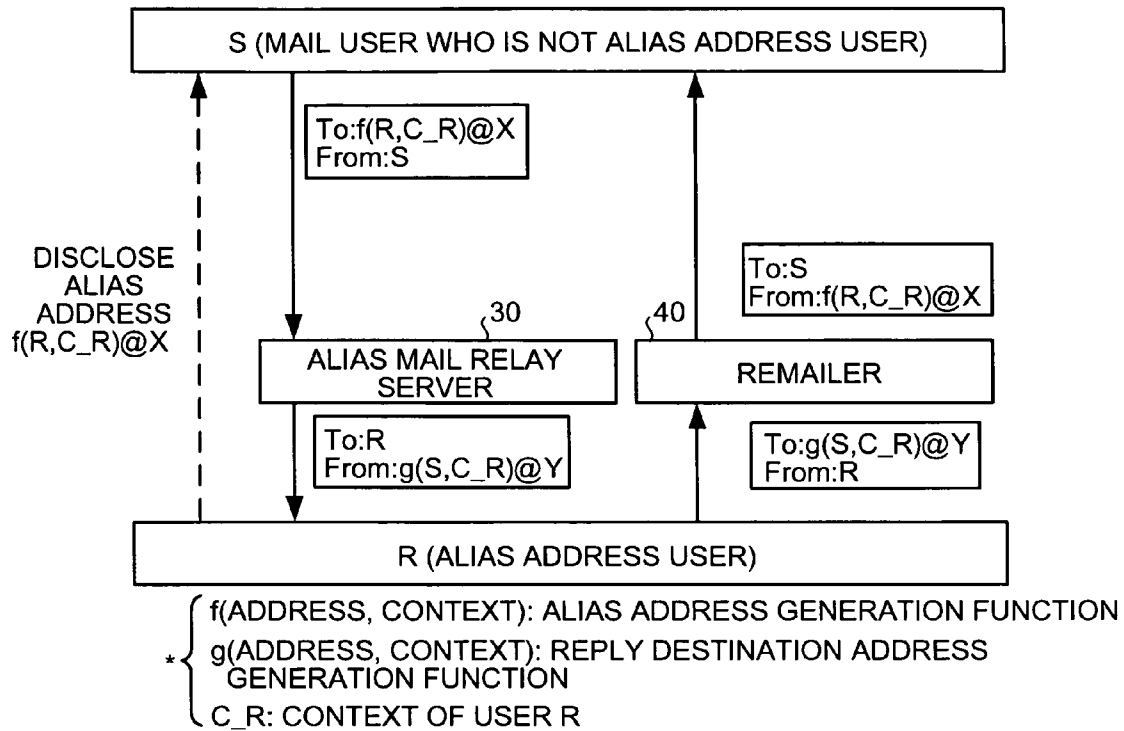 S (MAIL USER WHO IS NOT ALIAS ADDRESS USER)
To:f(R,C_R)@X
From:S
DISCLOSE
ALIAS
ADDRESS
f(R,C_R)@X
To:S
From:f(R,C_R)@X
30
40
ALIAS MAIL RELAY
SERVER
REMAILER
To:R
From:g(S,C_R)@Y
To:g(S,C_R)@Y
From:R
R (ALIAS ADDRESS USER)
* f(ADDRESS, CONTEXT): ALIAS ADDRESS GENERATION FUNCTION
g(ADDRESS, CONTEXT): REPLY DESTINATION ADDRESS
GENERATION FUNCTION
C_R: CONTEXT OF USER R